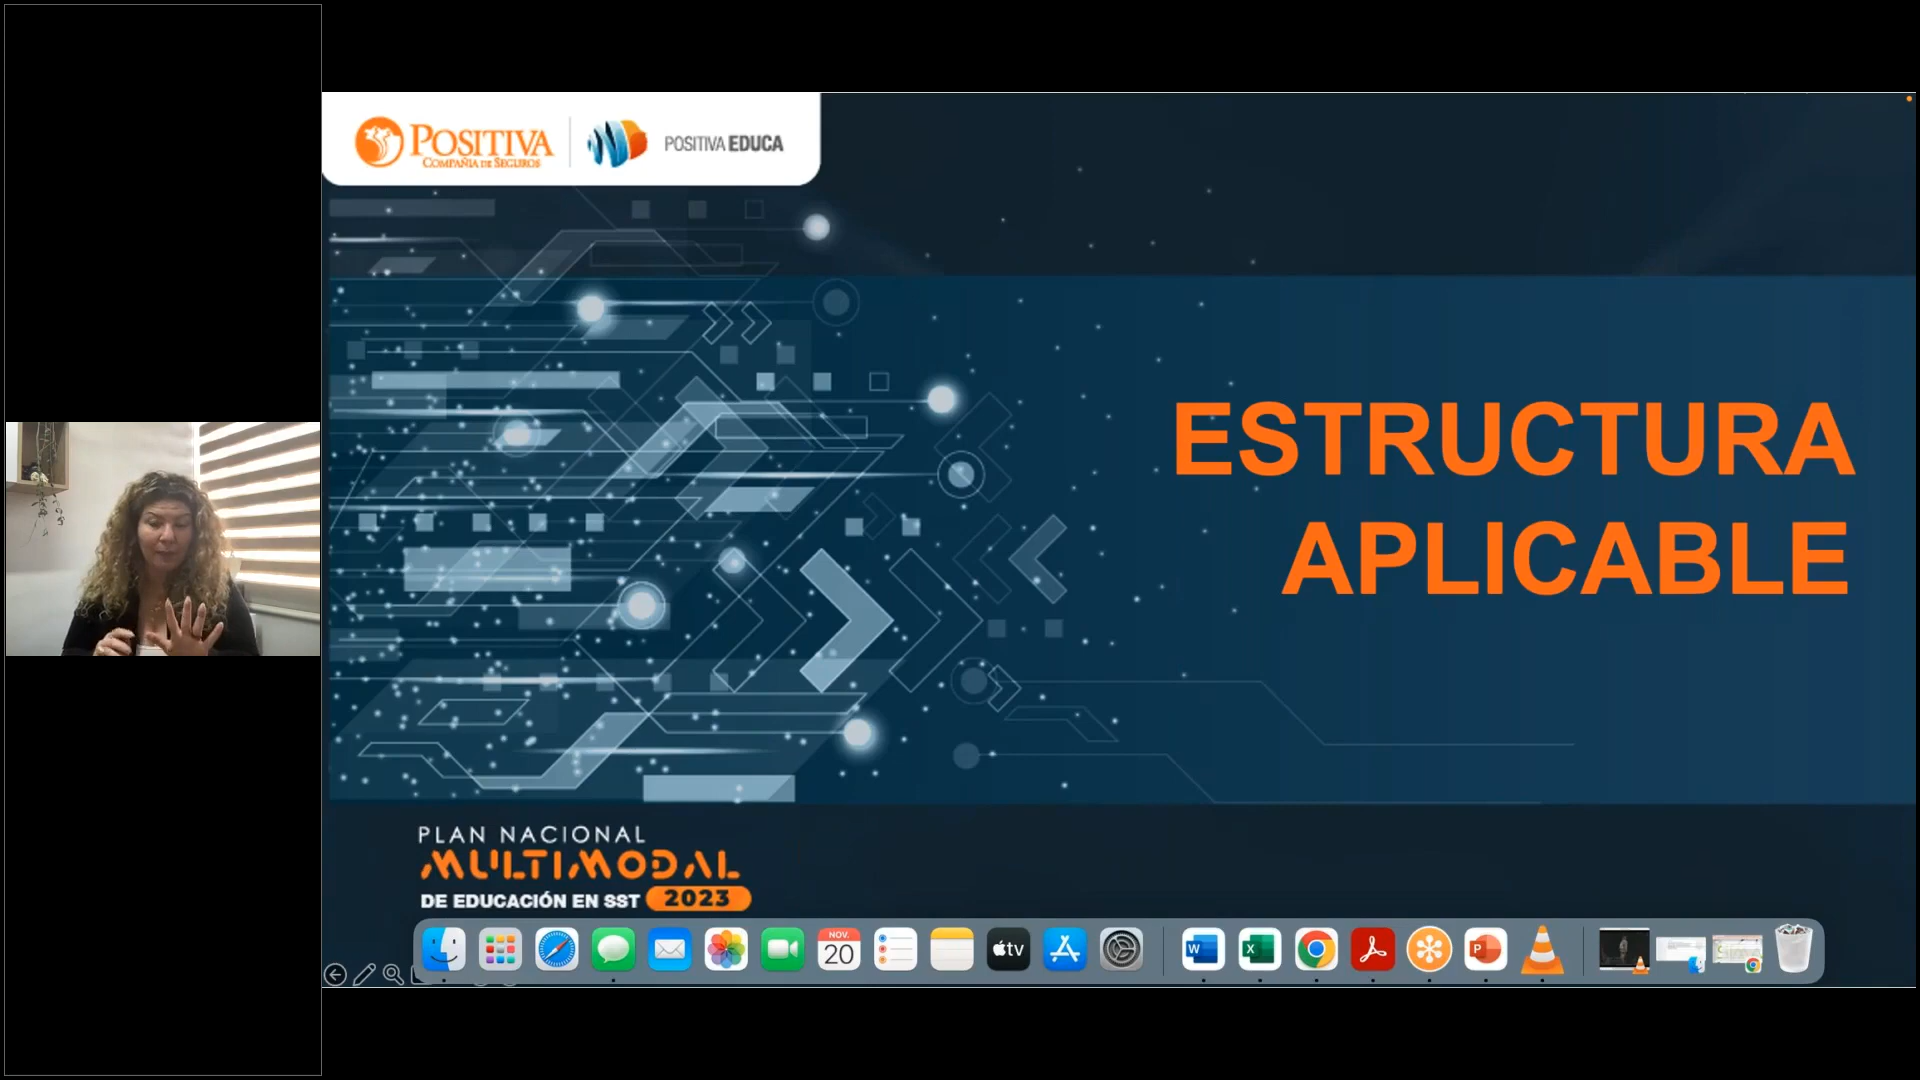 POSITIVA
COMPAÑÍA DE SEGUROS
POSITIVA EDUCA
ESTRUCTURA
APLICABLE
PLAN NACIONAL
MULTIMODAL
DE EDUCACIÓN EN SST 2023
NOV.
20
tv
W
X
P